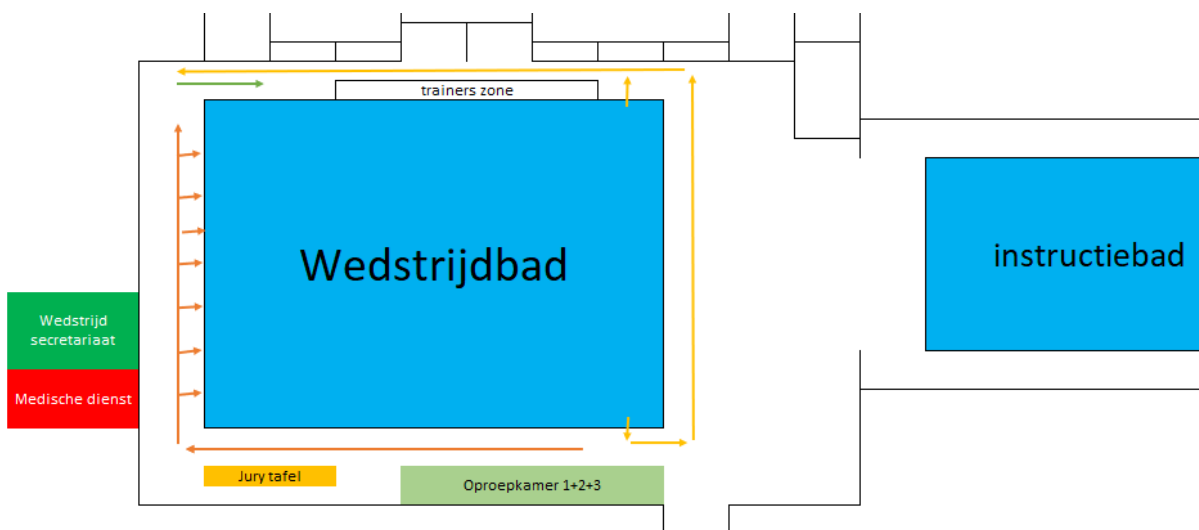 trainers zone
Wedstrijdbad
instructiebad
Wedstrijd
secretariaat
Medische dienst
Jury tafel
Oproepkamer 1+2+3